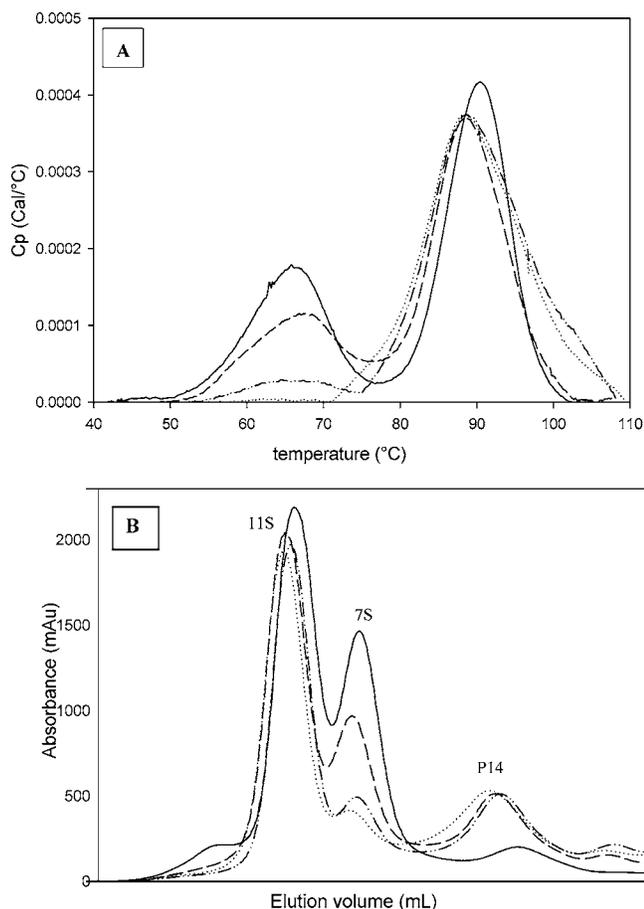 A
0.0005
0.0004
0.0003
0.0002
0.0001
0.0000
Cp (Cal/°C)
40 50 60 70 80 90 100 110
temperature (°C)
B
11S
7S
P14
2000
1500
1000
500
0
Absorbance (mAu)
Elution volume (mL)